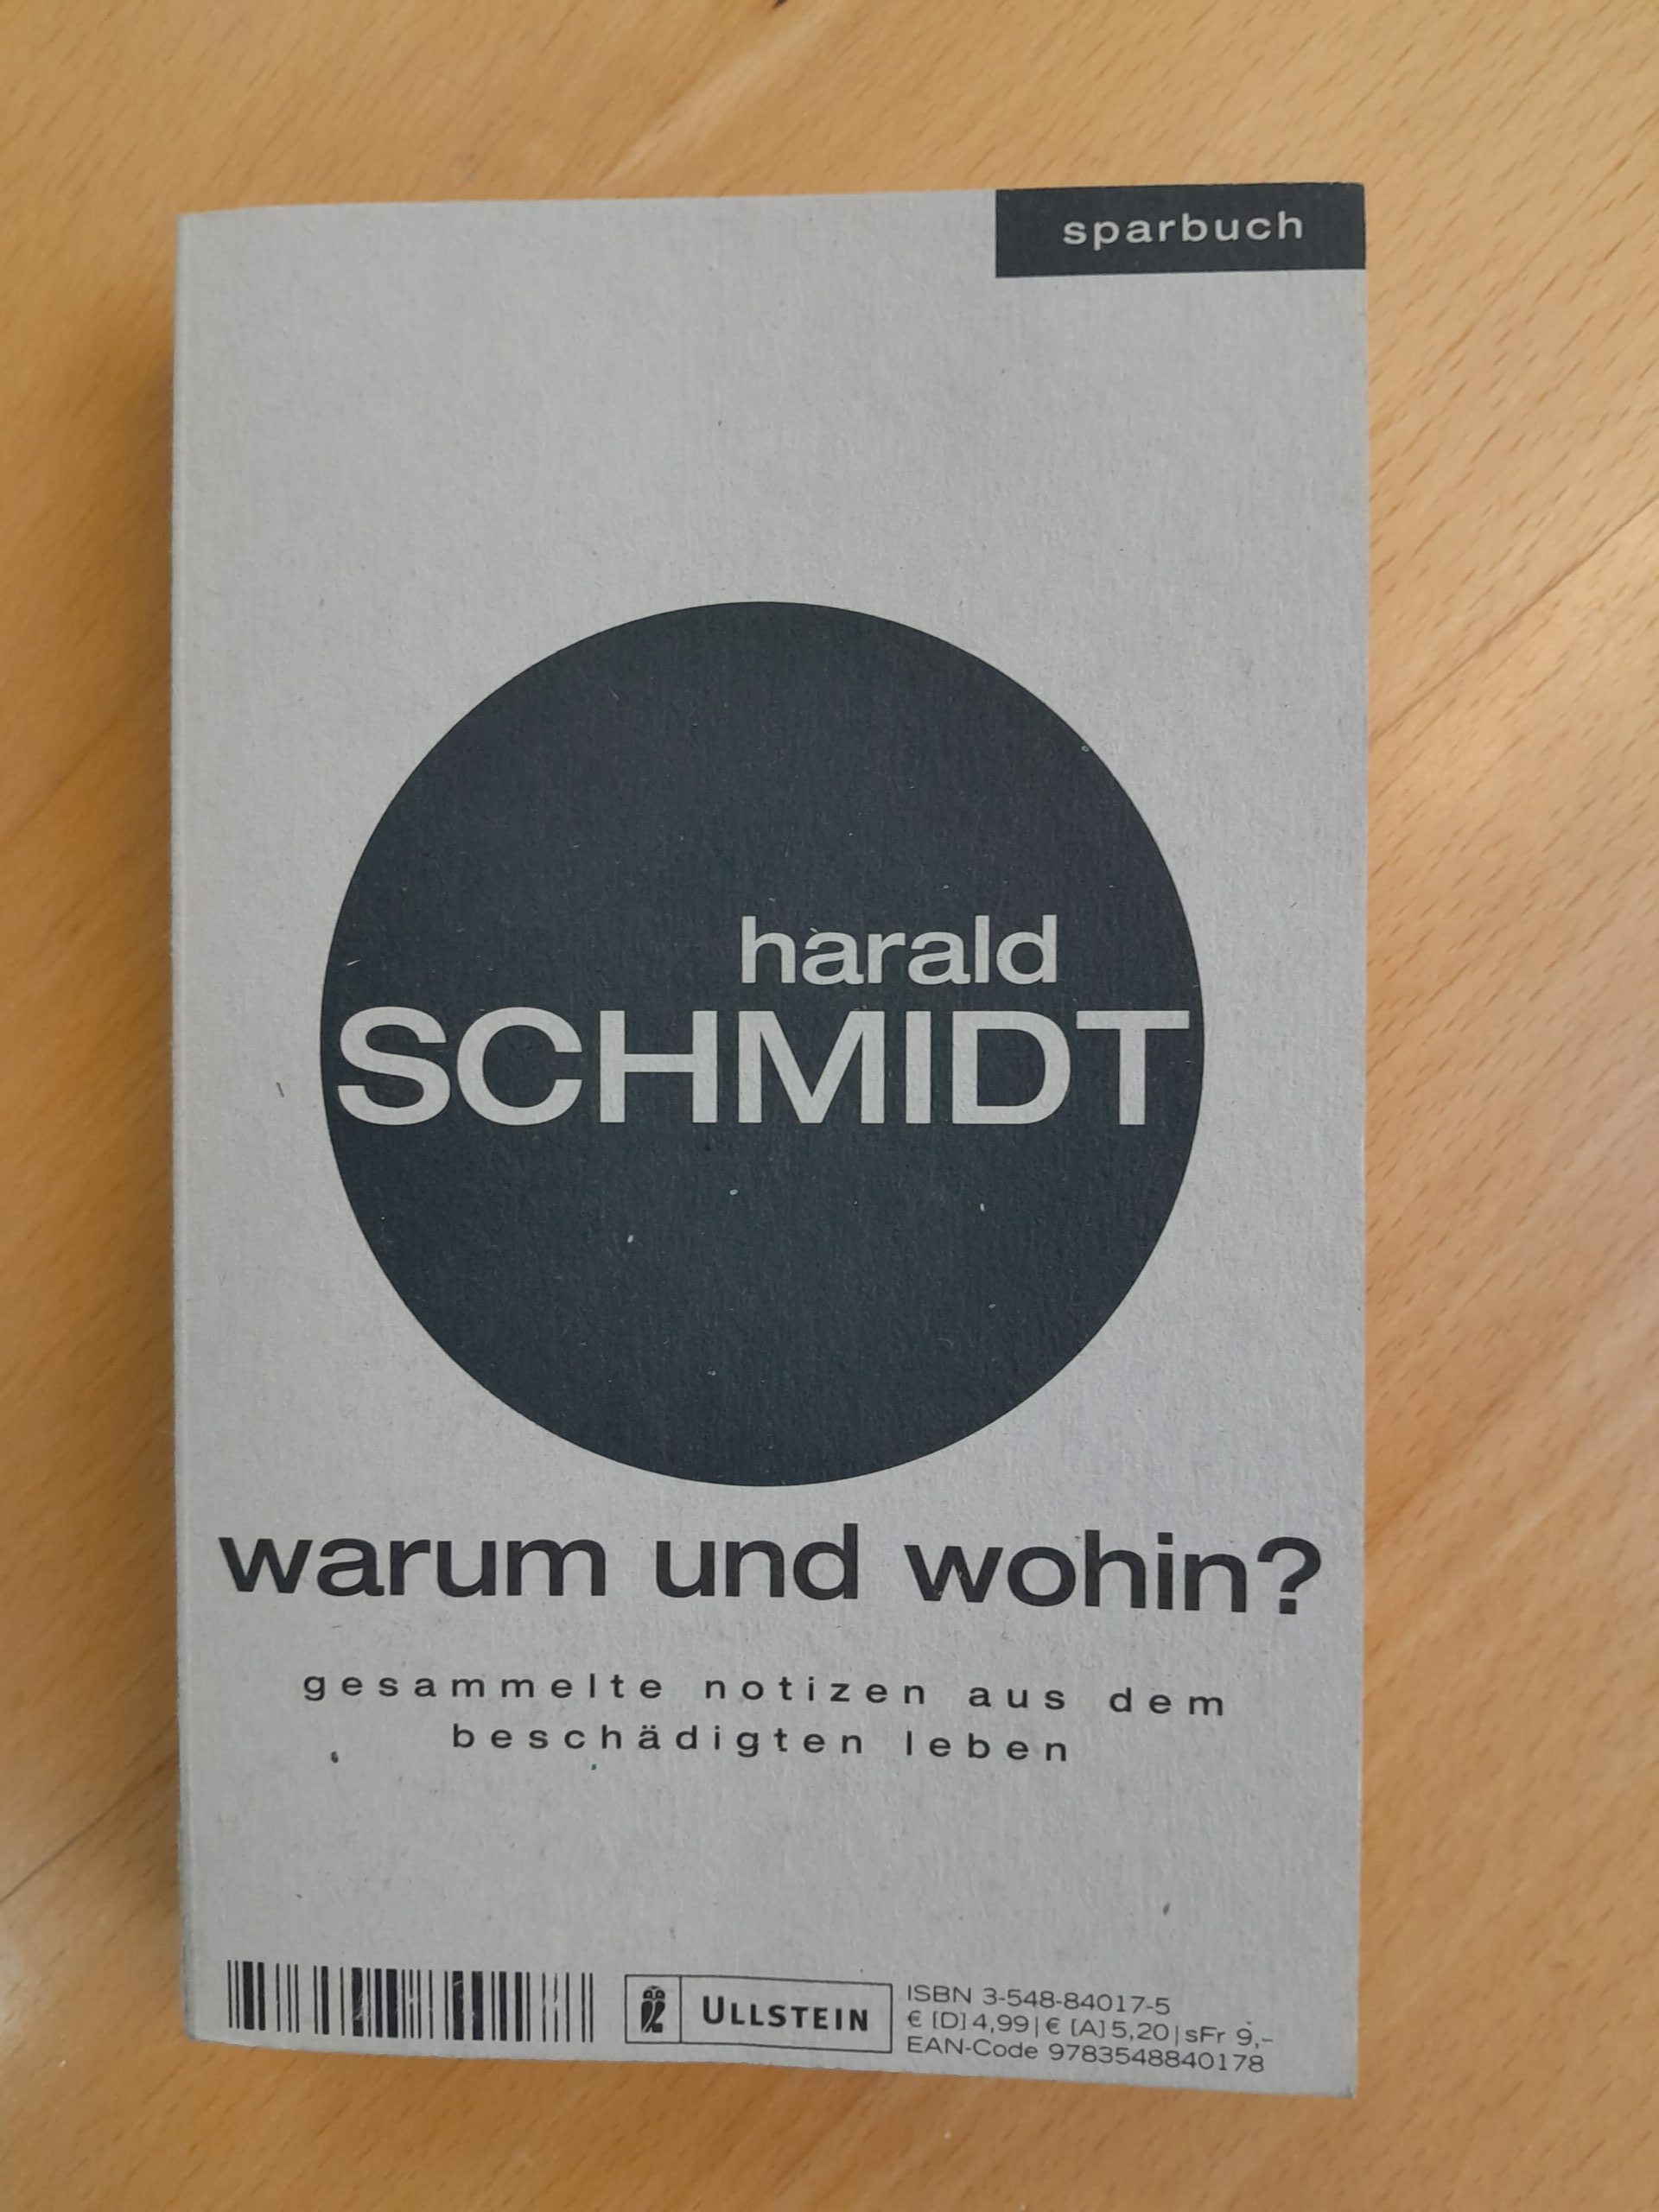 sparbuch
harald
SCHMIDT
warum und wohin?
gesammelte notizen aus dem
beschädigten leben
ULLSTEIN
ISBN 3-548-84017-5
€ [D] 4,99 | € [A] 5,20 | sFr 9,–
EAN-Code 9783548840178